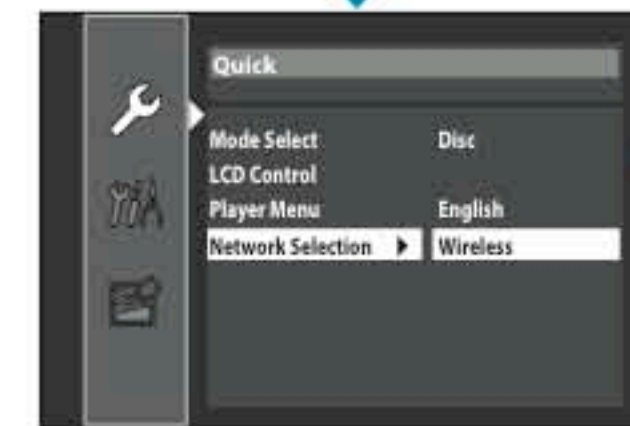 Quick
Mode Select Disc
LCD Control
Player Menu English
Network Selection ▶ Wireless